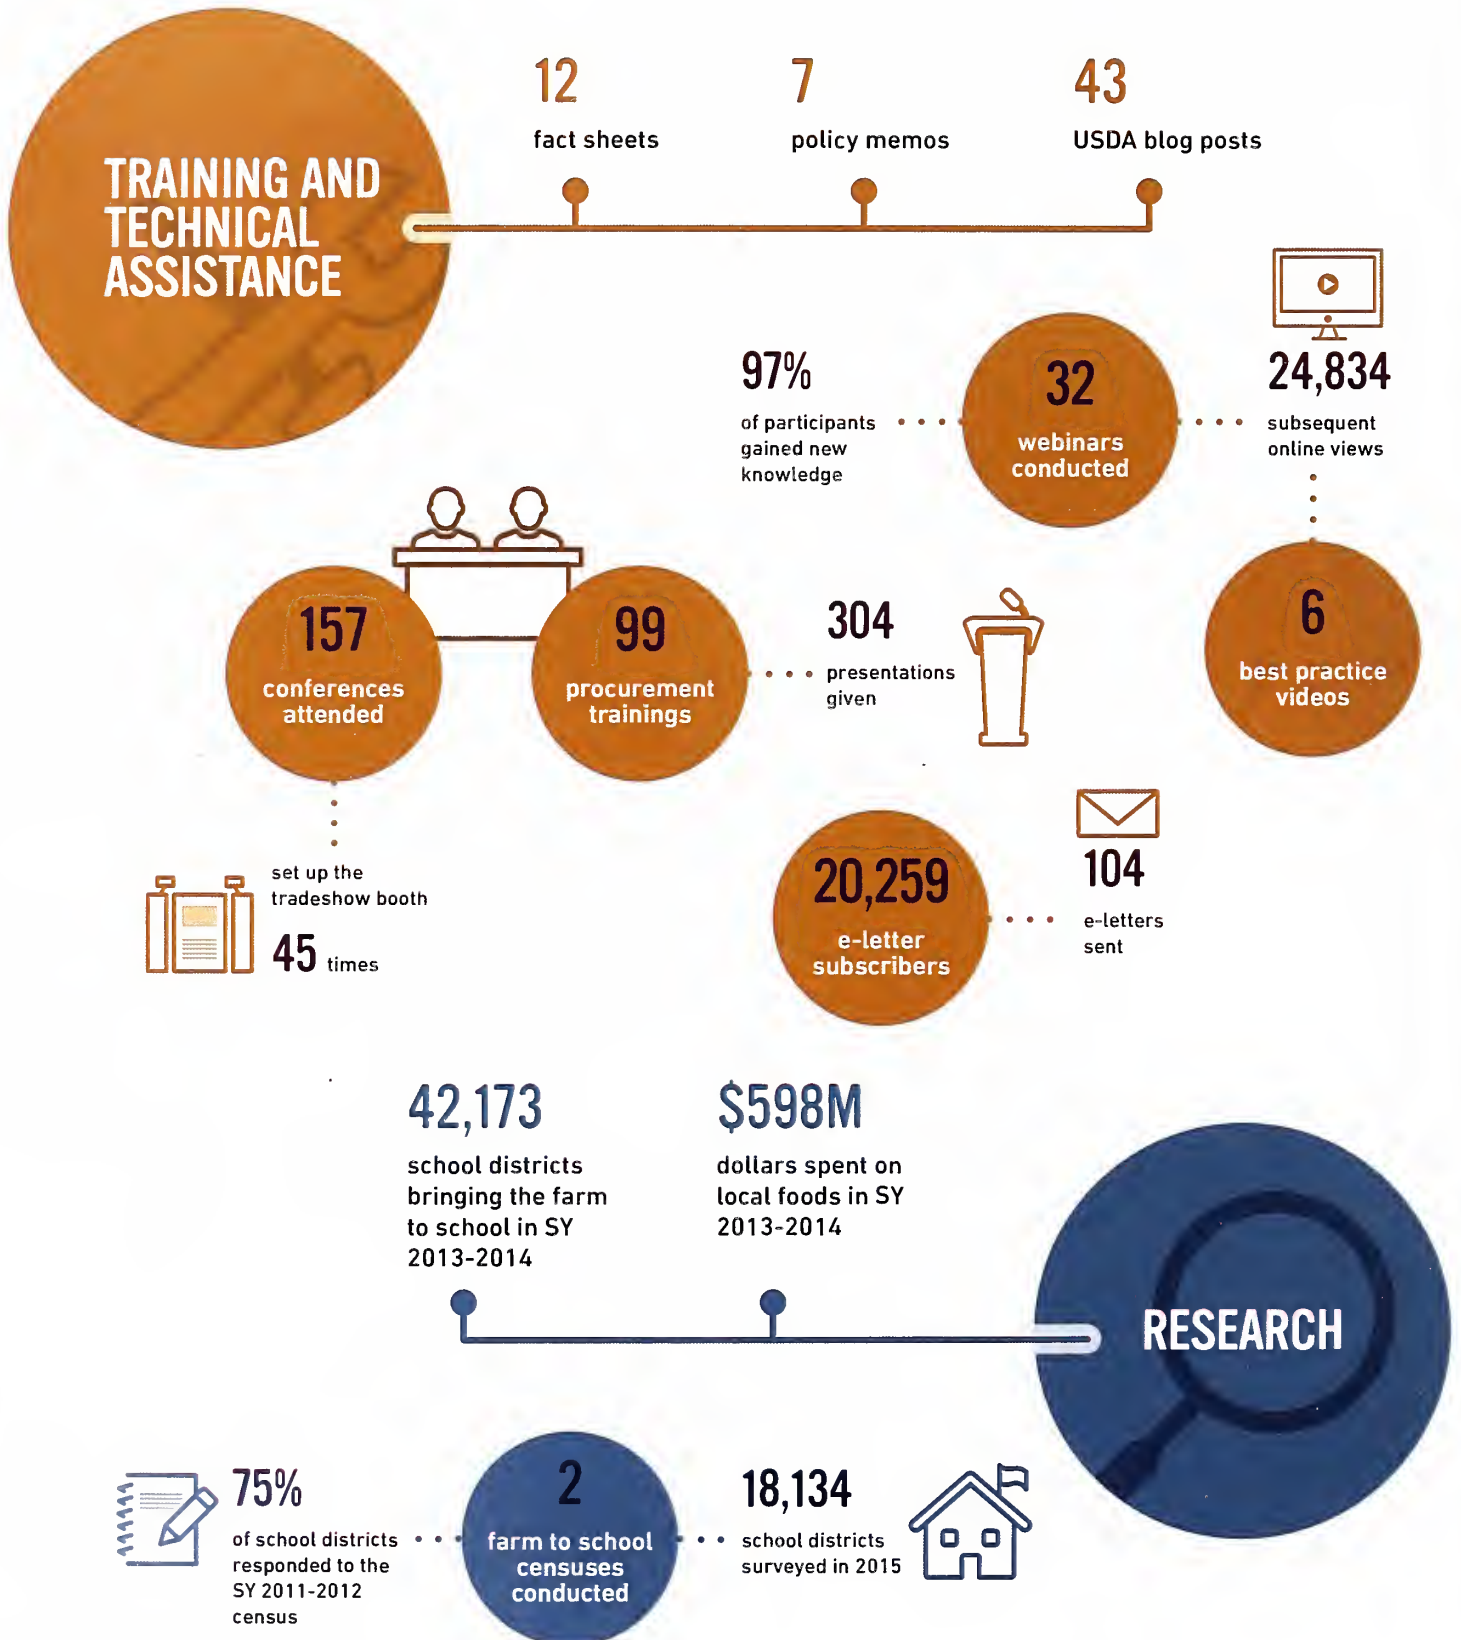 TRAINING AND
TECHNICAL
ASSISTANCE
12
fact sheets
7
policy memos
43
USDA blog posts
97%
of participants
gained new
knowledge
32
webinars
conducted
24,834
subsequent
online views
157
conferences
attended
99
procurement
trainings
304
presentations
given
6
best practice
videos
set up the
tradeshow booth
45 times
20,259
e-letter
subscribers
104
e-letters
sent
42,173
school districts
bringing the farm
to school in SY
2013-2014
$598M
dollars spent on
local foods in SY
2013-2014
RESEARCH
75%
of school districts
responded to the
SY 2011-2012
census
2
farm to school
censuses
conducted
18,134
school districts
surveyed in 2015